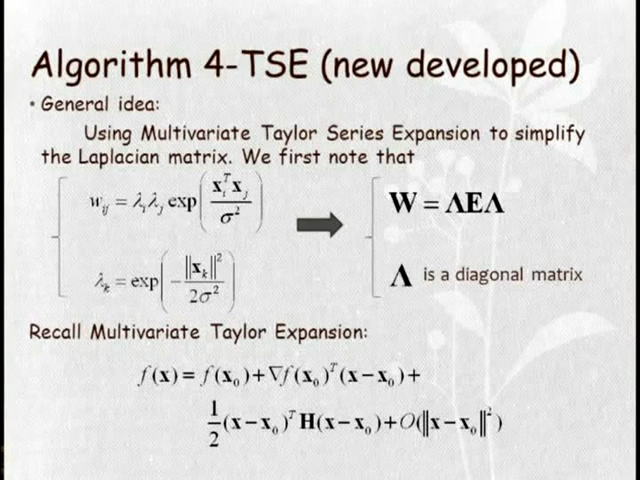 Algorithm 4-TSE (new developed)
• General idea:
Using Multivariate Taylor Series Expansion to simplify
the Laplacian matrix. We first note that
w_ij = λ_i λ_j exp(x_i^T x_j / σ²)
W = ΛEΛ
λ_k = exp(−‖x_k‖² / 2σ²)
Λ is a diagonal matrix
Recall Multivariate Taylor Expansion:
f(x) = f(x₀)+∇f(x₀)^T(x−x₀)+
1/2 (x−x₀)^T H(x−x₀)+O(‖x−x₀‖²)